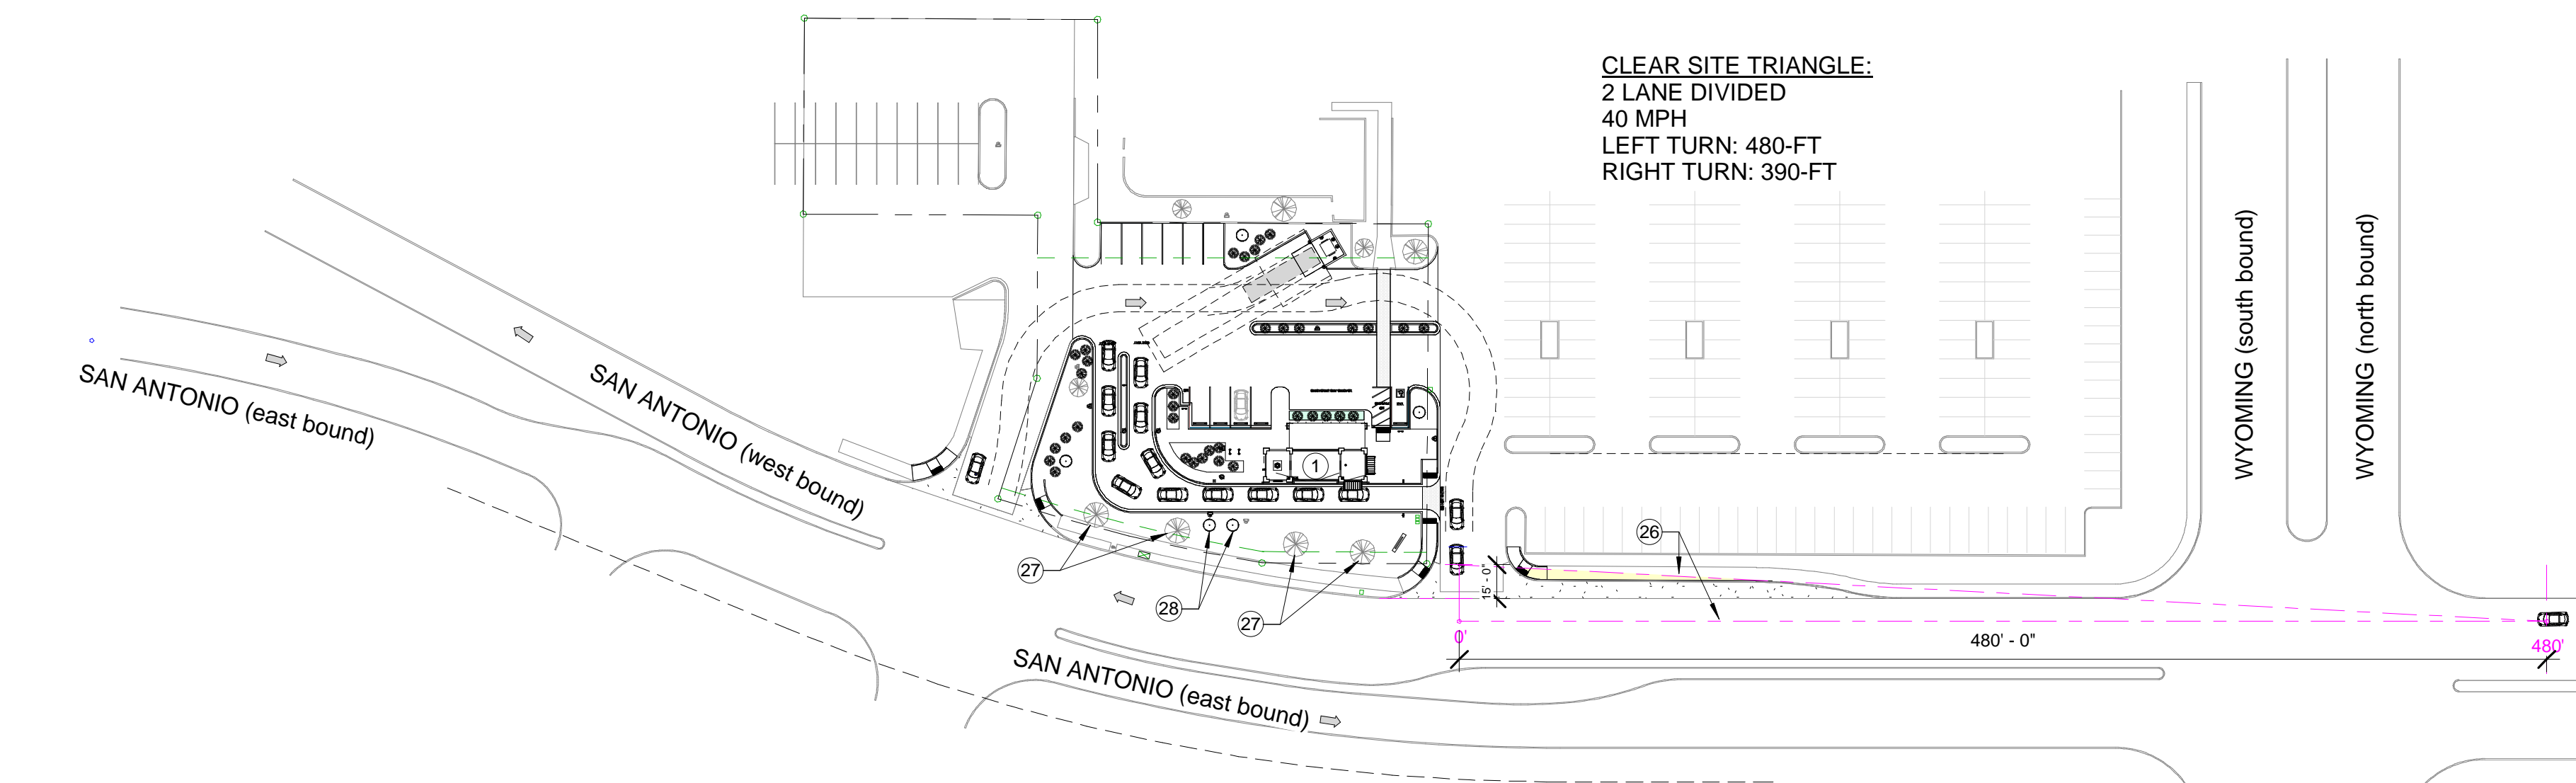 CLEAR SITE TRIANGLE:
2 LANE DIVIDED
40 MPH
LEFT TURN: 480-FT
RIGHT TURN: 390-FT
WYOMING (south bound)
WYOMING (north bound)
SAN ANTONIO (east bound)
SAN ANTONIO (west bound)
1
26
27
28
27
15' - 0"
0'
480' - 0"
480'
SAN ANTONIO (east bound)